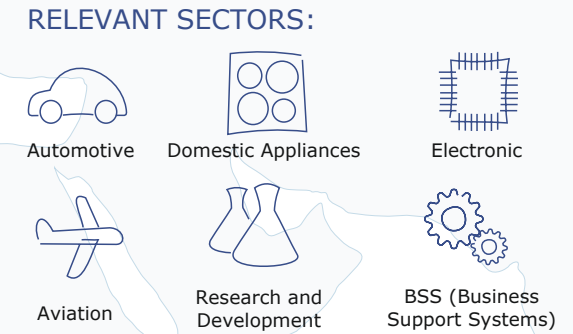 RELEVANT SECTORS:
Automotive
Domestic Appliances
Electronic
Aviation
Research and
Development
BSS (Business
Support Systems)